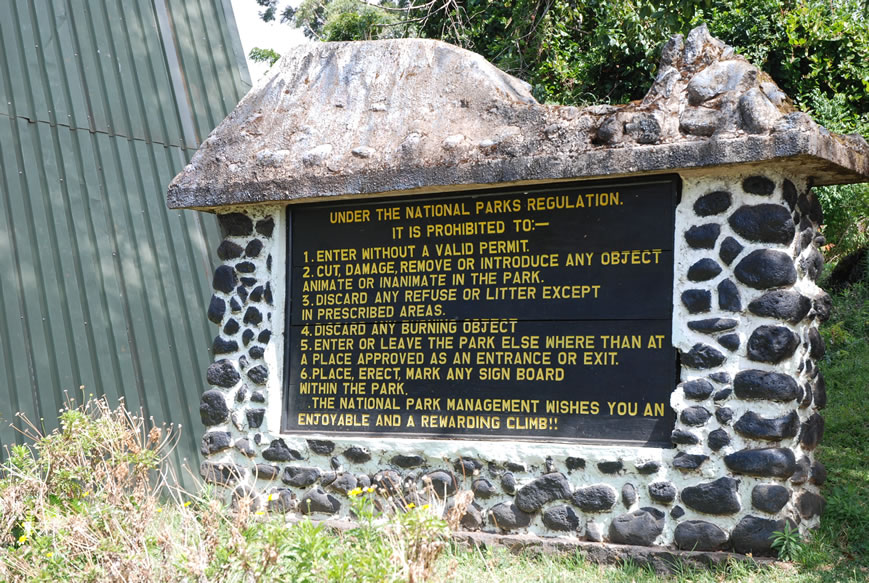 UNDER THE NATIONAL PARKS REGULATION.
IT IS PROHIBITED TO:—
1. ENTER WITHOUT A VALID PERMIT.
2. CUT, DAMAGE, REMOVE OR INTRODUCE ANY OBJECT
ANIMATE OR INANIMATE IN THE PARK.
3. DISCARD ANY REFUSE OR LITTER EXCEPT
IN PRESCRIBED AREAS.
4. DISCARD ANY BURNING OBJECT
5. ENTER OR LEAVE THE PARK ELSE WHERE THAN AT
A PLACE APPROVED AS AN ENTRANCE OR EXIT.
6. PLACE, ERECT, MARK ANY SIGN BOARD
WITHIN THE PARK.
.THE NATIONAL PARK MANAGEMENT WISHES YOU AN
ENJOYABLE AND A REWARDING CLIMB!!